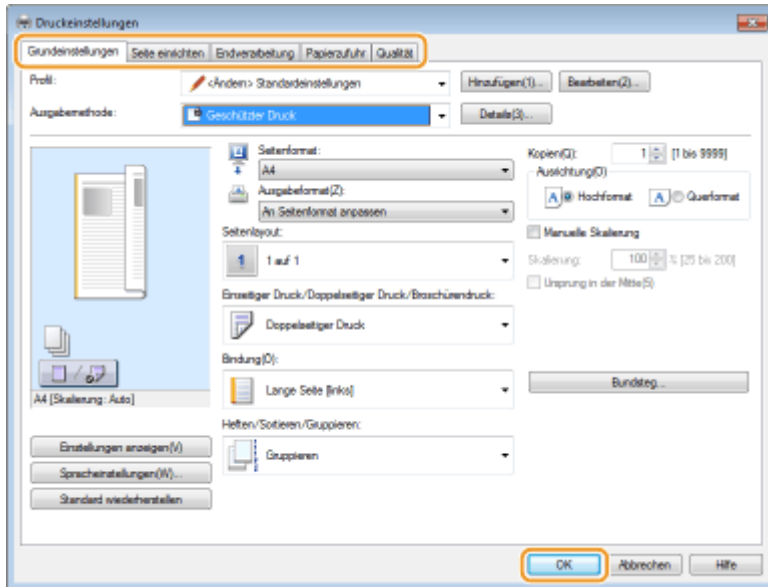 Druckeinstellungen
Grundeinstellungen Seite einrichten Endverarbeitung Papierzufuhr Qualität
Profil: <Ändern> Standardeinstellungen Hinzufügen(1)... Bearbeiten(2)...
Ausgabemethode: Geschützter Druck Details(3)...
Seitenformat:
A4
Ausgabeformat(Z):
An Seitenformat anpassen
Seitenlayout:
1 1 auf 1
Einseitiger Druck/Doppelseitiger Druck/Broschürendruck:
Doppelseitiger Druck
Bindung(0):
Lange Seite [links]
Heften/Sortieren/Gruppieren:
Gruppieren
Kopien(Q): 1 [1 bis 9999]
Ausrichtung(O)
A Hochformat A Querformat
Manuelle Skalierung
Skalierung: 100 % [25 bis 200]
Ursprung in der Mitte(5)
Bundsteg...
A4 [Skalierung: Auto]
Einstellungen anzeigen(V)
Spracheinstellungen(W)...
Standard wiederherstellen
OK Abbrechen Hilfe